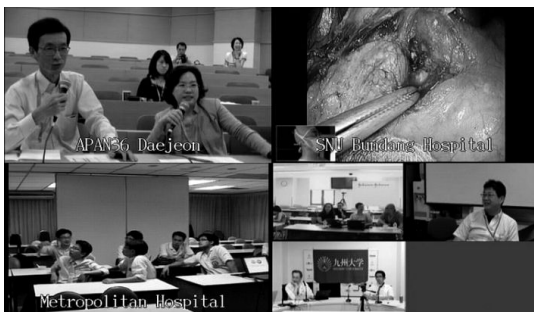 APAN36 Daejeon
SNU Bundang Hospital
Metropolitan Hospital
九州大学